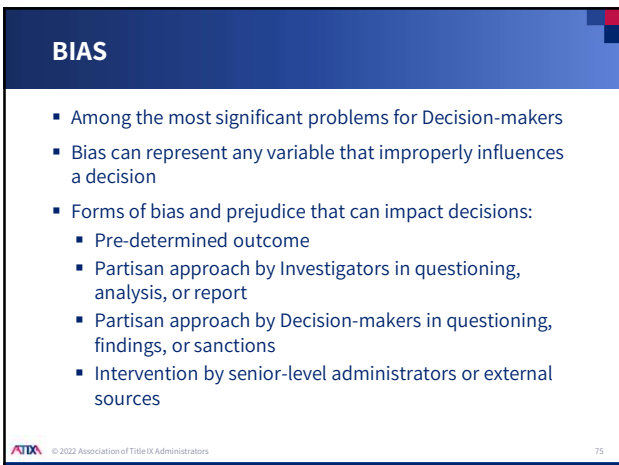 BIAS
▪ Among the most significant problems for Decision-makers
▪ Bias can represent any variable that improperly influences
a decision
▪ Forms of bias and prejudice that can impact decisions:
▪ Pre-determined outcome
▪ Partisan approach by Investigators in questioning,
analysis, or report
▪ Partisan approach by Decision-makers in questioning,
findings, or sanctions
▪ Intervention by senior-level administrators or external
sources
ATIXA © 2022 Association of Title IX Administrators 75